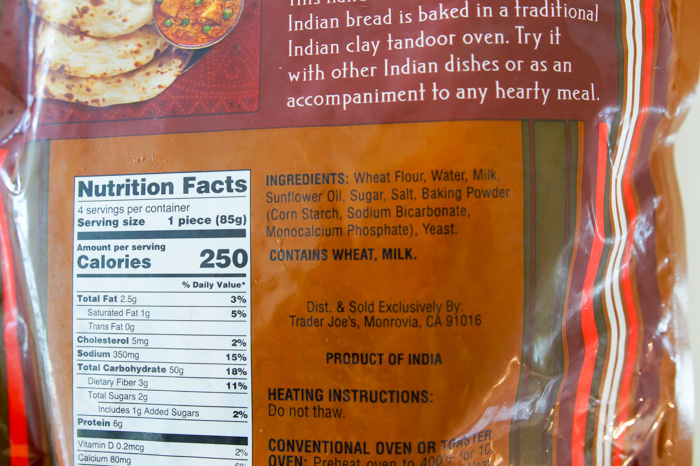 Indian bread is baked in a traditional
Indian clay tandoor oven. Try it
with other Indian dishes or as an
accompaniment to any hearty meal.
Nutrition Facts
4 servings per container
Serving size 1 piece (85g)
Amount per serving
Calories 250
% Daily Value*
Total Fat 2.5g 3%
Saturated Fat 1g 5%
Trans Fat 0g
Cholesterol 5mg 2%
Sodium 350mg 15%
Total Carbohydrate 50g 18%
Dietary Fiber 3g 11%
Total Sugars 2g
Includes 1g Added Sugars 2%
Protein 6g
Vitamin D 0.2mcg 2%
Calcium 80mg 6%
INGREDIENTS: Wheat Flour, Water, Milk,
Sunflower Oil, Sugar, Salt, Baking Powder
(Corn Starch, Sodium Bicarbonate,
Monocalcium Phosphate), Yeast.
CONTAINS WHEAT, MILK.
Dist. & Sold Exclusively By:
Trader Joe's, Monrovia, CA 91016
PRODUCT OF INDIA
HEATING INSTRUCTIONS:
Do not thaw.
CONVENTIONAL OVEN OR TOASTER
OVEN: Preheat oven to 400 for 10